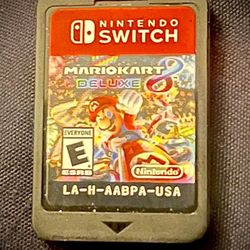 NINTENDO
SWITCH
MARIOKART 8
DELUXE
EVERYONE
E
ESRB
Nintendo
LA-H-AABPA-USA